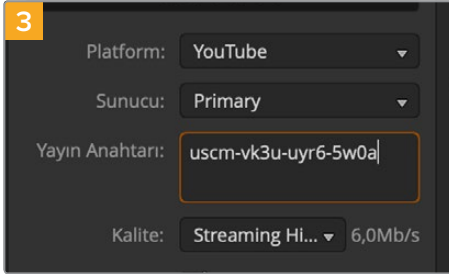 3
Platform: YouTube
Sunucu: Primary
Yayın Anahtarı: uscm-vk3u-uyr6-5w0a
Kalite: Streaming Hi... 6,0Mb/s